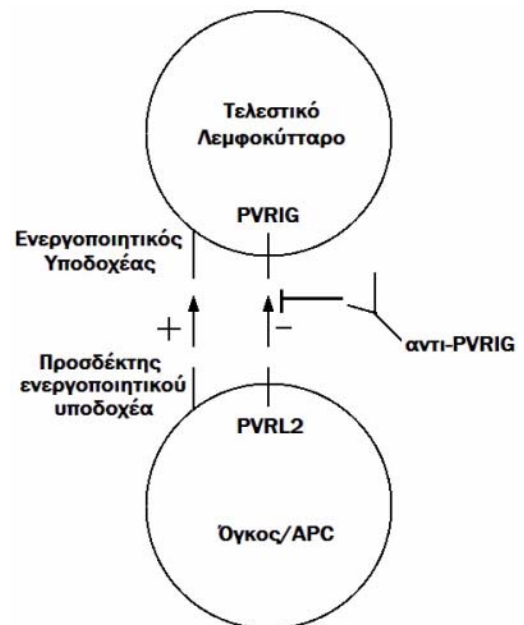 Τελεστικό
Λεμφοκύτταρο
PVRIG
Ενεργοποιητικός
Υποδοχέας
+
-
αντι-PVRIG
Προσδέκτης
ενεργοποιητικού
υποδοχέα
PVRL2
Όγκος/APC